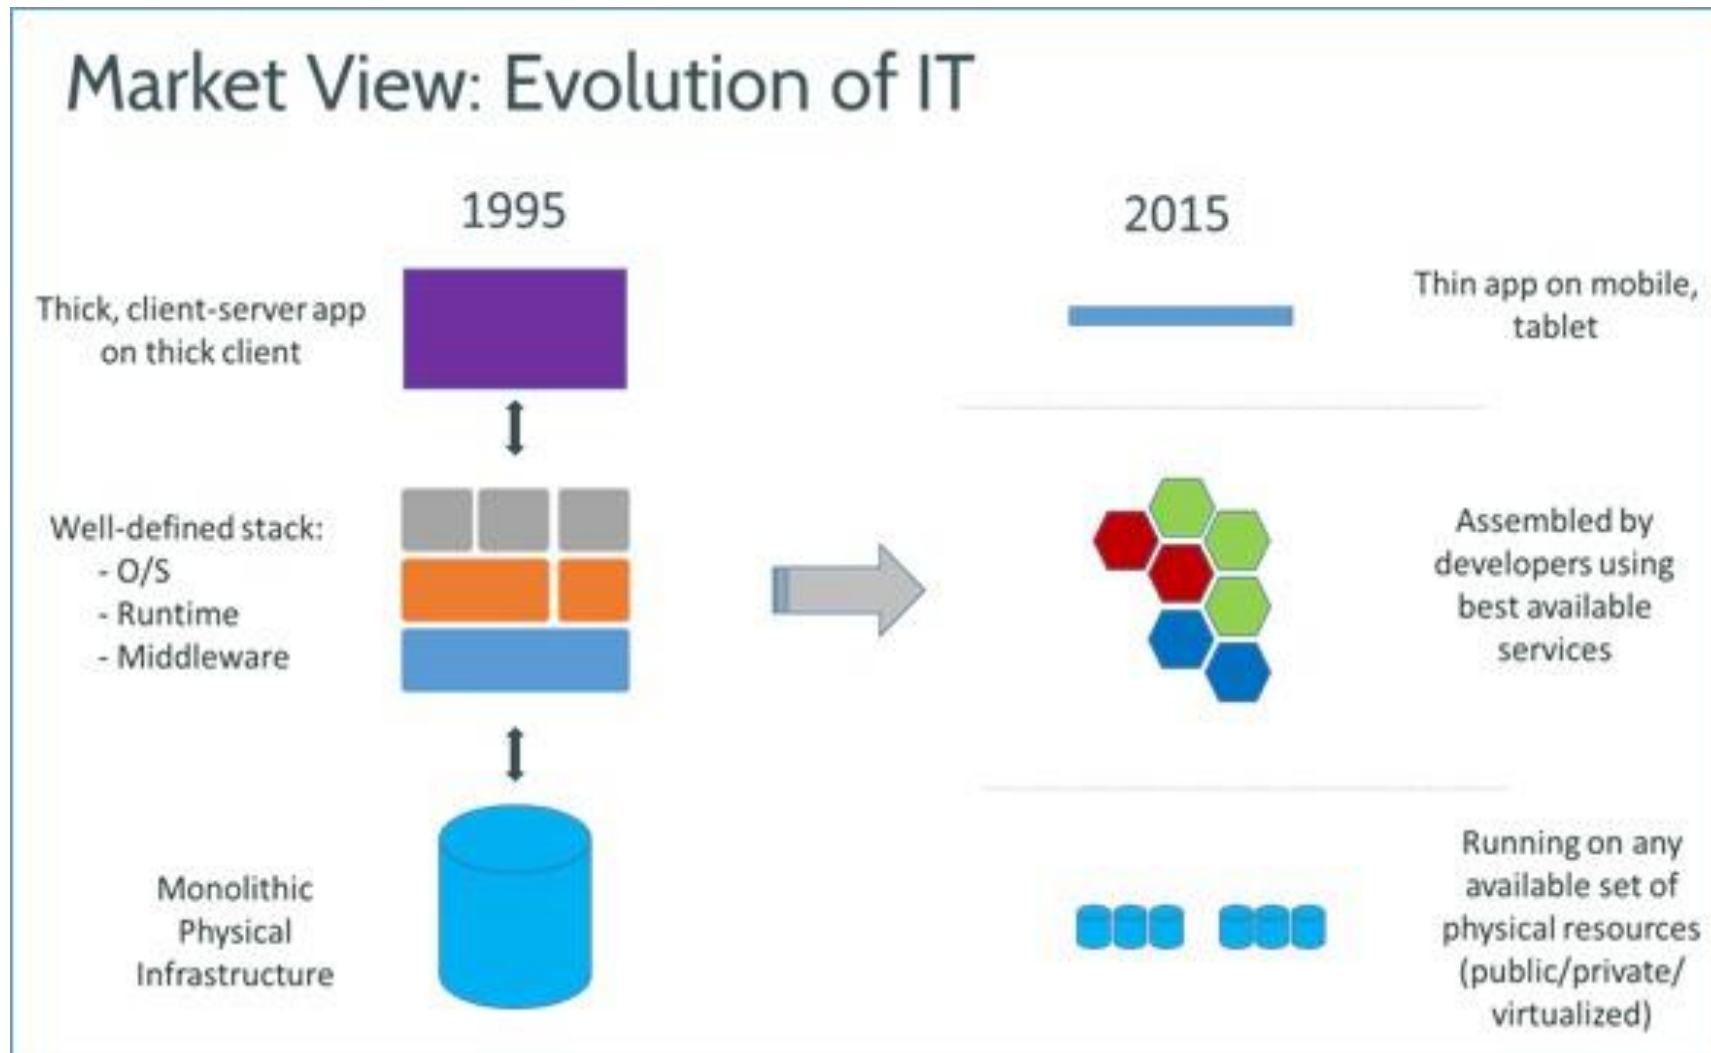 Market View: Evolution of IT
1995
2015
Thick, client-server app
on thick client
Thin app on mobile,
tablet
Well-defined stack:
- O/S
- Runtime
- Middleware
Assembled by
developers using
best available
services
Monolithic
Physical
Infrastructure
Running on any
available set of
physical resources
(public/private/
virtualized)